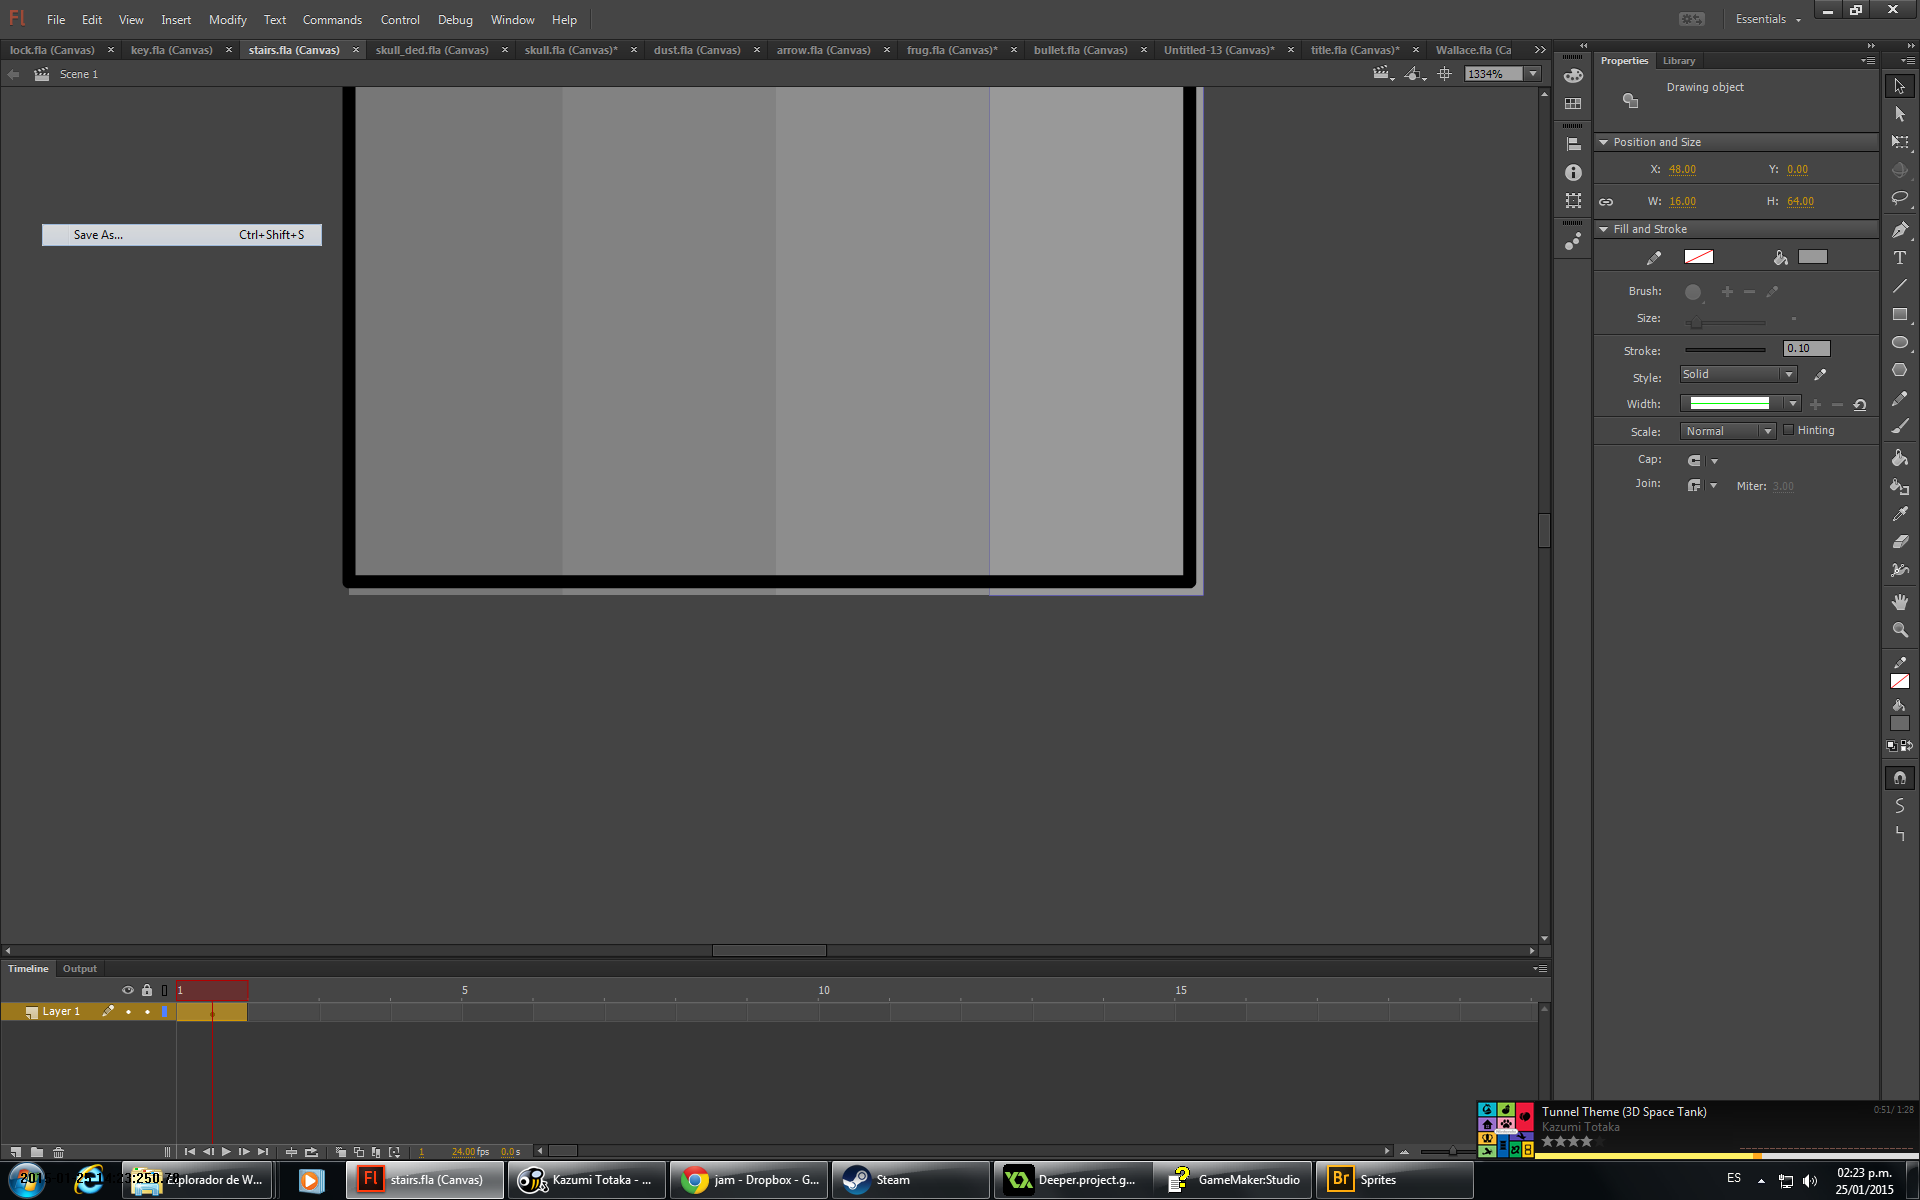 Fl File Edit View Insert Modify Text Commands Control Debug Window Help Essentials
lock.fla (Canvas) × key.fla (Canvas) × stairs.fla (Canvas) × skull_ded.fla (Canvas) × skull.fla (Canvas)* × dust.fla (Canvas) × arrow.fla (Canvas) × frug.fla (Canvas)* × bullet.fla (Canvas) × Untitled-13 (Canvas)* × title.fla (Canvas)* × Wallace.fla (Ca
Scene 1 1334%
Properties Library
Drawing object
Position and Size
X: 48.00 Y: 0.00
W: 16.00 H: 64.00
Fill and Stroke
Save As... Ctrl+Shift+S
Brush:
Size:
Stroke: 0.10
Style: Solid
Width:
Scale: Normal Hinting
Cap:
Join: Miter: 3.00
Timeline Output
1 5 10 15
Layer 1
1 24.00 fps 0.0 s
Tunnel Theme (3D Space Tank) 0:51/ 1:28
Kazumi Totaka
Explorador de W...
Fl stairs.fla (Canvas)
Kazumi Totaka - ...
jam - Dropbox - G...
Steam
Deeper.project.g...
GameMaker:Studio
Br Sprites
ES
02:23 p.m.
25/01/2015